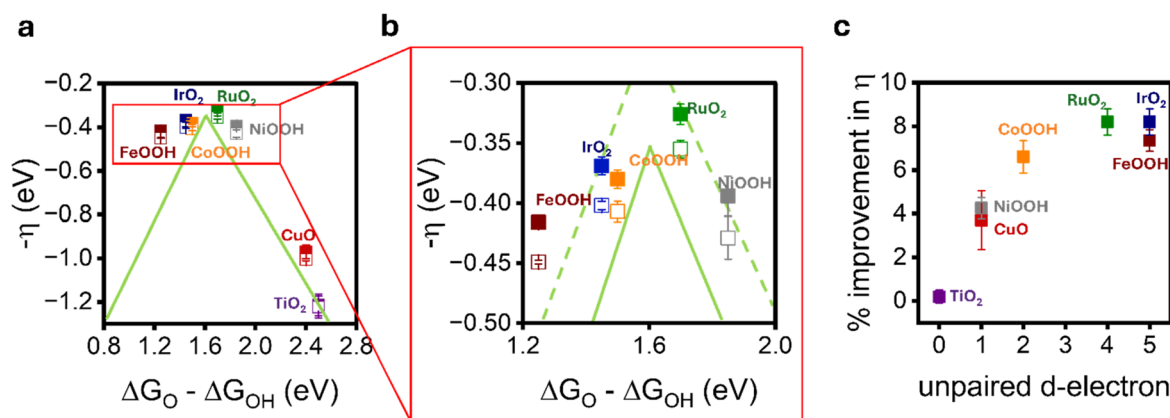 a
b
c
-0.2
-0.4
-0.6
-0.8
-1.0
-1.2
-η (eV)
IrO2
RuO2
FeOOH
CoOOH
NiOOH
CuO
TiO2
0.8 1.2 1.6 2.0 2.4 2.8
ΔGO - ΔGOH (eV)
-0.30
-0.35
-0.40
-0.45
-0.50
-η (eV)
RuO2
IrO2
CoOOH
NiOOH
FeOOH
1.2 1.6 2.0
ΔGO - ΔGOH (eV)
10
8
6
4
2
0
% improvement in η
RuO2
IrO2
FeOOH
CoOOH
NiOOH
CuO
TiO2
0 1 2 3 4 5
unpaired d-electron